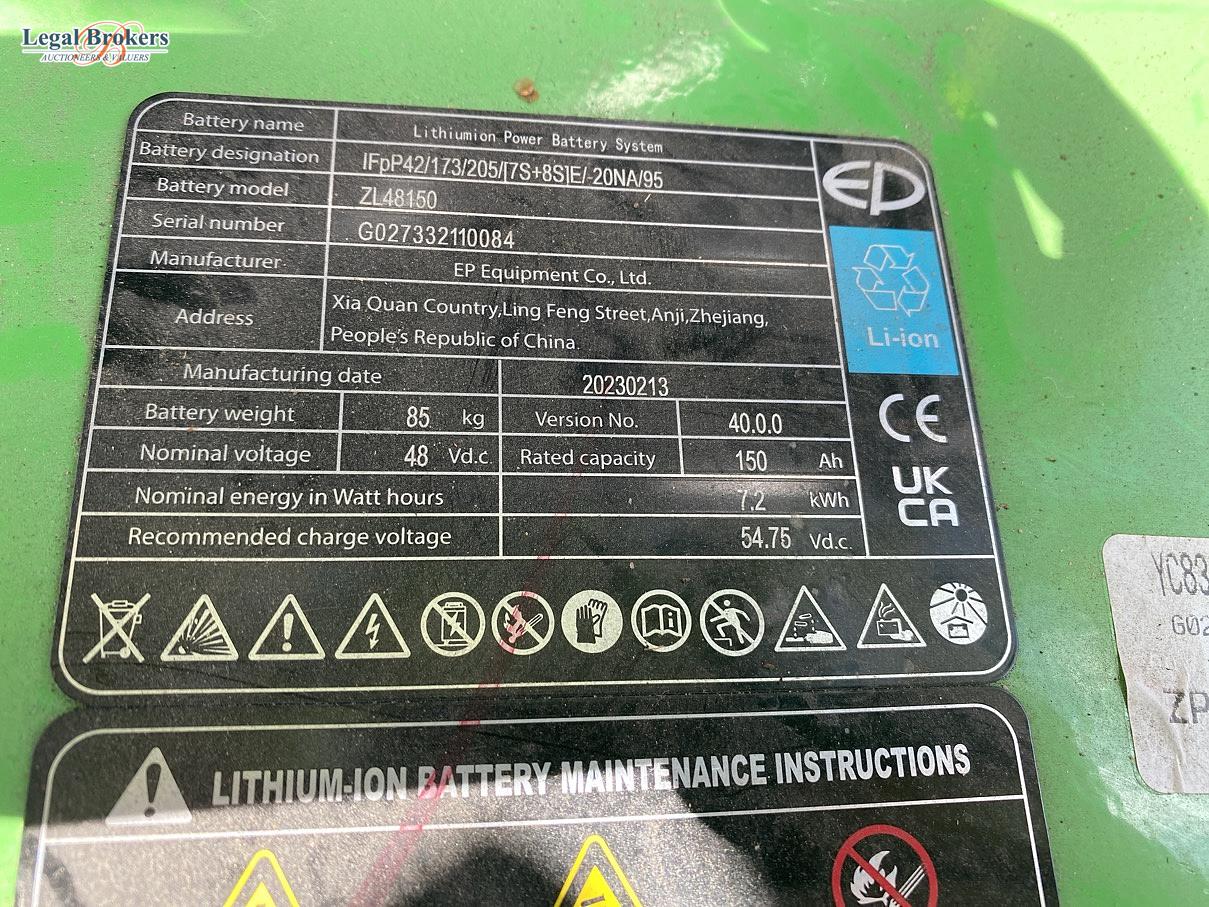 Legal Brokers
AUCTIONEERS & VALUERS
Battery name Lithiumion Power Battery System
Battery designation IFpP42/173/205/[7S+8S]E/-20NA/95
Battery model ZL48150
Serial number G027332110084
Manufacturer EP Equipment Co., Ltd.
Address Xia Quan Country,Ling Feng Street,Anji,Zhejiang,
People's Republic of China.
Manufacturing date 20230213
Battery weight 85 kg Version No. 40.0.0
Nominal voltage 48 Vd.c Rated capacity 150 Ah
Nominal energy in Watt hours 7.2 kWh
Recommended charge voltage 54.75 Vd.c.
EP
Li-ion
CE
UK
CA
YC83
G02
ZP
LITHIUM-ION BATTERY MAINTENANCE INSTRUCTIONS